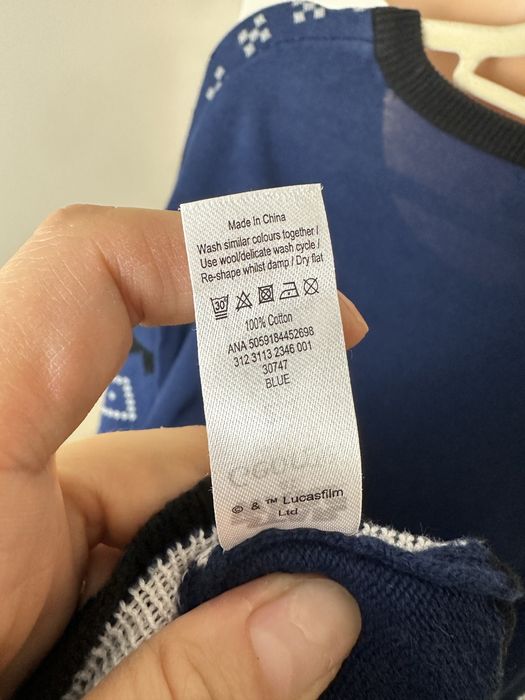 Made In China
Wash similar colours together /
Use wool/delicate wash cycle /
Re-shape whilst damp / Dry flat
30
100% Cotton
ANA 5059184452698
312 3113 2346 001
30747
BLUE
© & ™ Lucasfilm
Ltd